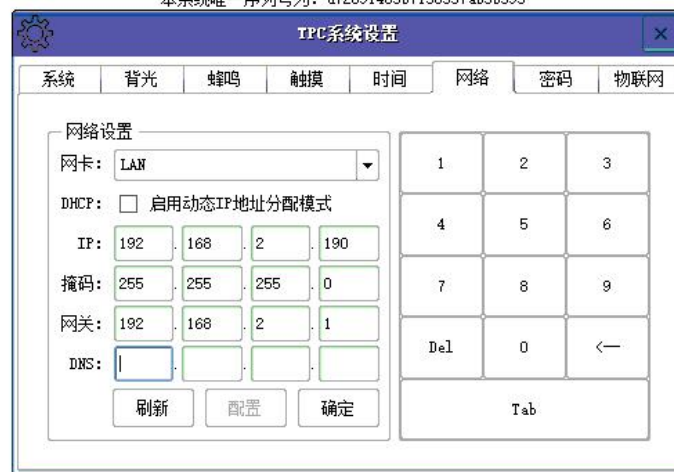 TPC系统设置
系统 背光 蜂鸣 触摸 时间 网络 密码 物联网
网络设置
网卡: LAN
DHCP: 启用动态IP地址分配模式
IP: 192 . 168 . 2 . 190
掩码: 255 . 255 . 255 . 0
网关: 192 . 168 . 2 . 1
DNS: . . .
刷新 配置 确定
1 2 3
4 5 6
7 8 9
Del 0 <—
Tab